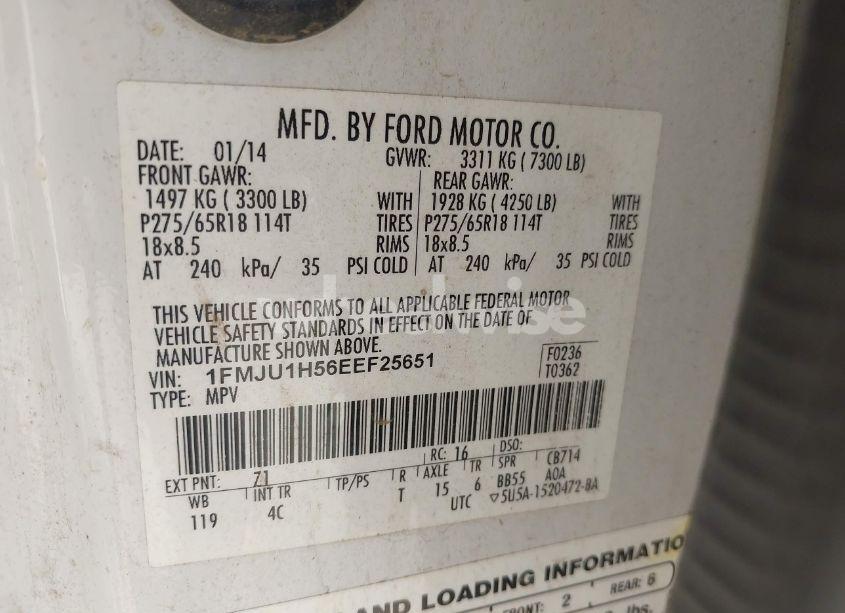 MFD. BY FORD MOTOR CO.
DATE: 01/14 GVWR: 3311 KG ( 7300 LB)
FRONT GAWR: REAR GAWR:
1497 KG ( 3300 LB) WITH 1928 KG ( 4250 LB) WITH
P275/65R18 114T TIRES P275/65R18 114T TIRES
18x8.5 RIMS 18x8.5 RIMS
AT 240 kPa/ 35 PSI COLD AT 240 kPa/ 35 PSI COLD
THIS VEHICLE CONFORMS TO ALL APPLICABLE FEDERAL MOTOR
VEHICLE SAFETY STANDARDS IN EFFECT ON THE DATE OF
MANUFACTURE SHOWN ABOVE.
VIN: 1FMJU1H56EEF25651 F0236
TYPE: MPV T0362
EXT PNT: Z1 RC: 16 DSO:
WB INT TR TP/PS R AXLE TR SPR CB714
119 4C T 15 6 BB55 AOA
UTC ▽5U5A-1520472-BA
AND LOADING INFORMATIO
FRONT: 2 REAR: 6
lbs.